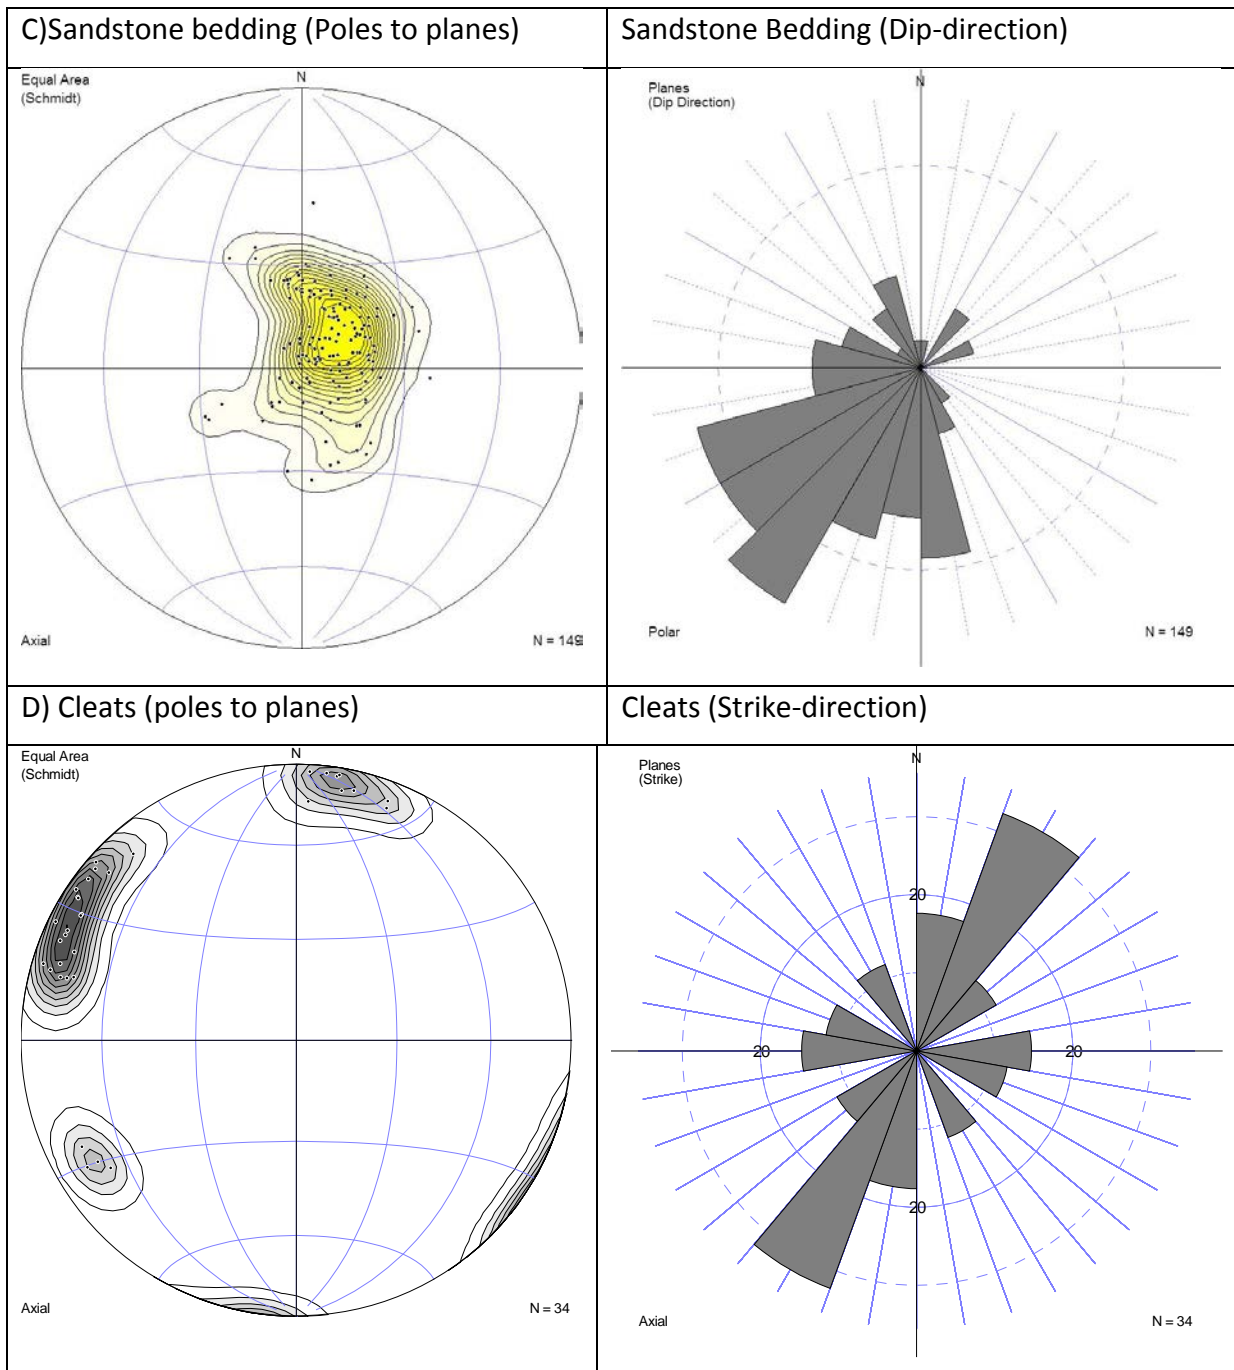 C)Sandstone bedding (Poles to planes)
Sandstone Bedding (Dip-direction)
Equal Area
(Schmidt)
N
Axial
N = 149
Planes
(Dip Direction)
N
Polar
N = 149
D) Cleats (poles to planes)
Cleats (Strike-direction)
Equal Area
(Schmidt)
N
Axial
N = 34
Planes
(Strike)
N
20
20
20
20
Axial
N = 34